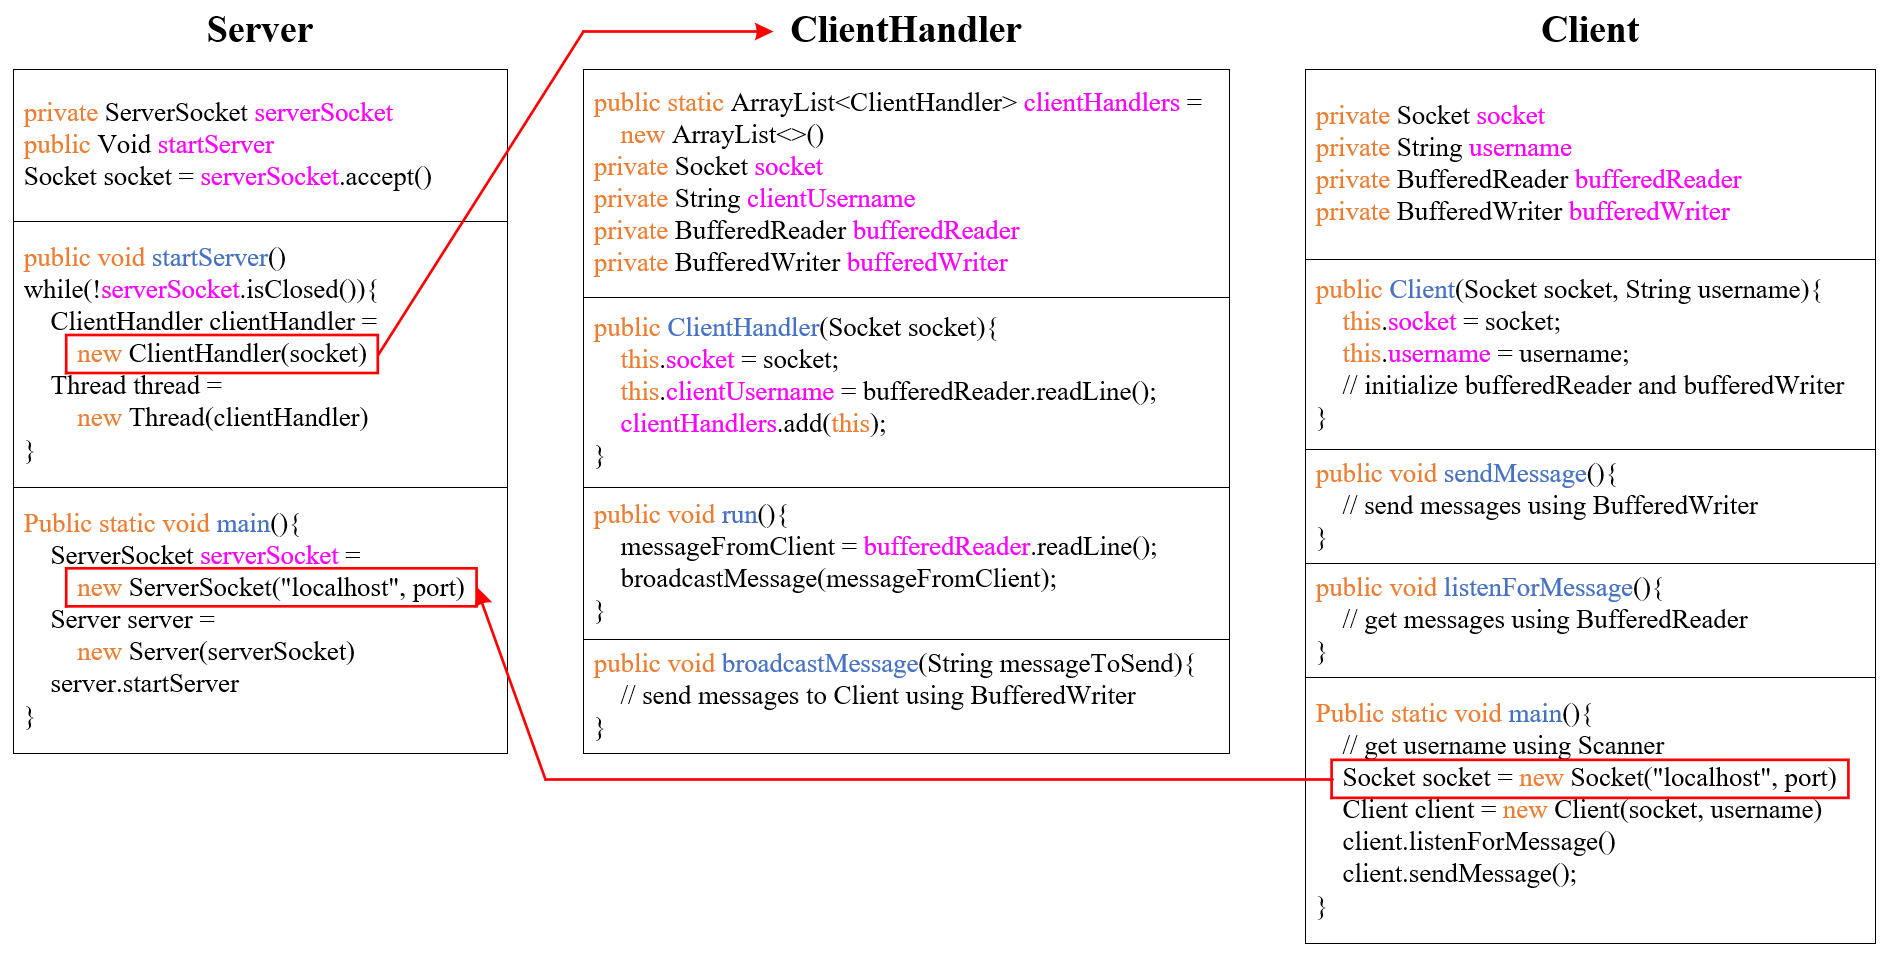 Server
private ServerSocket serverSocket
public Void startServer
Socket socket = serverSocket.accept()
public void startServer()
while(!serverSocket.isClosed()){
ClientHandler clientHandler =
new ClientHandler(socket)
Thread thread =
new Thread(clientHandler)
}
Public static void main(){
ServerSocket serverSocket =
new ServerSocket("localhost", port)
Server server =
new Server(serverSocket)
server.startServer
}
ClientHandler
public static ArrayList<ClientHandler> clientHandlers =
new ArrayList<>()
private Socket socket
private String clientUsername
private BufferedReader bufferedReader
private BufferedWriter bufferedWriter
public ClientHandler(Socket socket){
this.socket = socket;
this.clientUsername = bufferedReader.readLine();
clientHandlers.add(this);
}
public void run(){
messageFromClient = bufferedReader.readLine();
broadcastMessage(messageFromClient);
}
public void broadcastMessage(String messageToSend){
// send messages to Client using BufferedWriter
}
Client
private Socket socket
private String username
private BufferedReader bufferedReader
private BufferedWriter bufferedWriter
public Client(Socket socket, String username){
this.socket = socket;
this.username = username;
// initialize bufferedReader and bufferedWriter
}
public void sendMessage(){
// send messages using BufferedWriter
}
public void listenForMessage(){
// get messages using BufferedReader
}
Public static void main(){
// get username using Scanner
Socket socket = new Socket("localhost", port)
Client client = new Client(socket, username)
client.listenForMessage()
client.sendMessage();
}